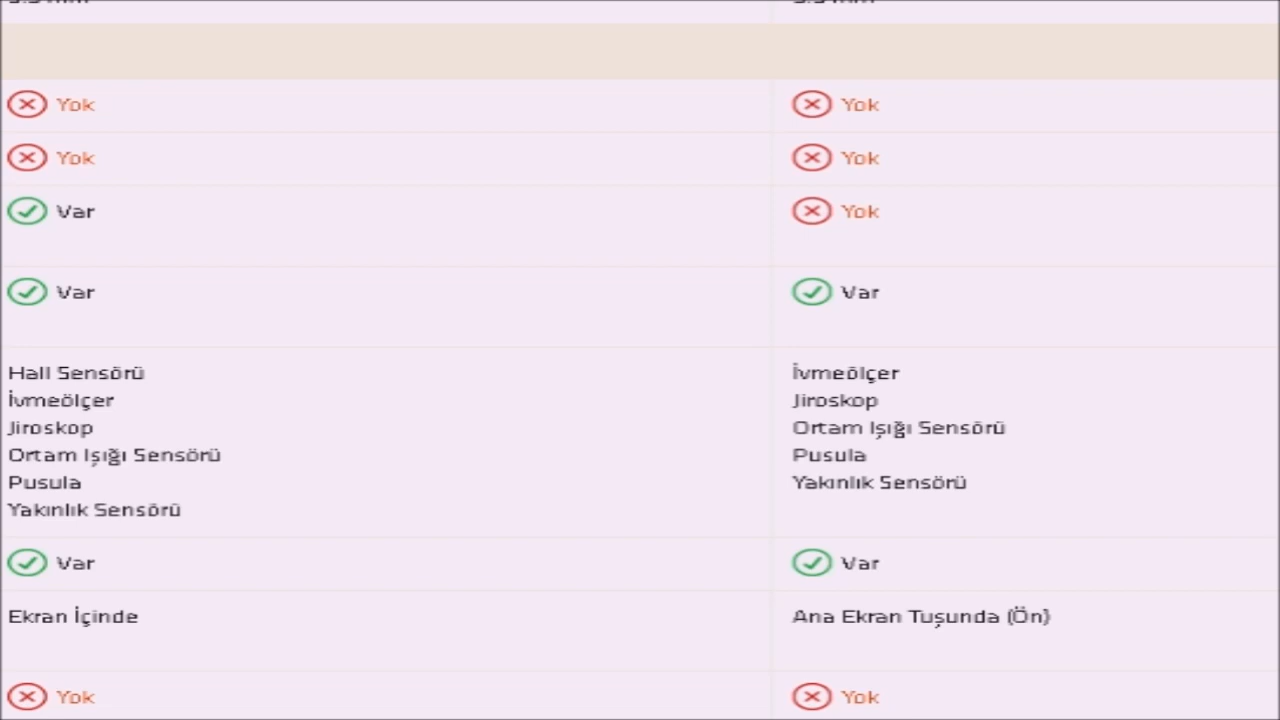 Yok Yok
Yok Yok
Var Yok
Var Var
Hall Sensörü İvmeölçer
İvmeölçer Jiroskop
Jiroskop Ortam Işığı Sensörü
Ortam Işığı Sensörü Pusula
Pusula Yakınlık Sensörü
Yakınlık Sensörü
Var Var
Ekran İçinde Ana Ekran Tuşunda (Ön)
Yok Yok